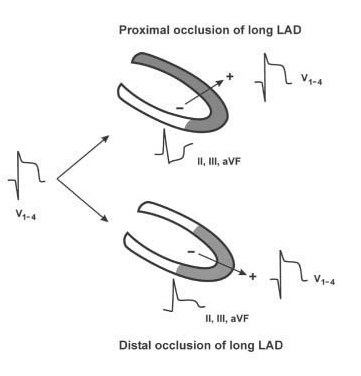 Proximal occlusion of long LAD
+
V1-4
−
II, III, aVF
V1-4
−
+
V1-4
II, III, aVF
Distal occlusion of long LAD